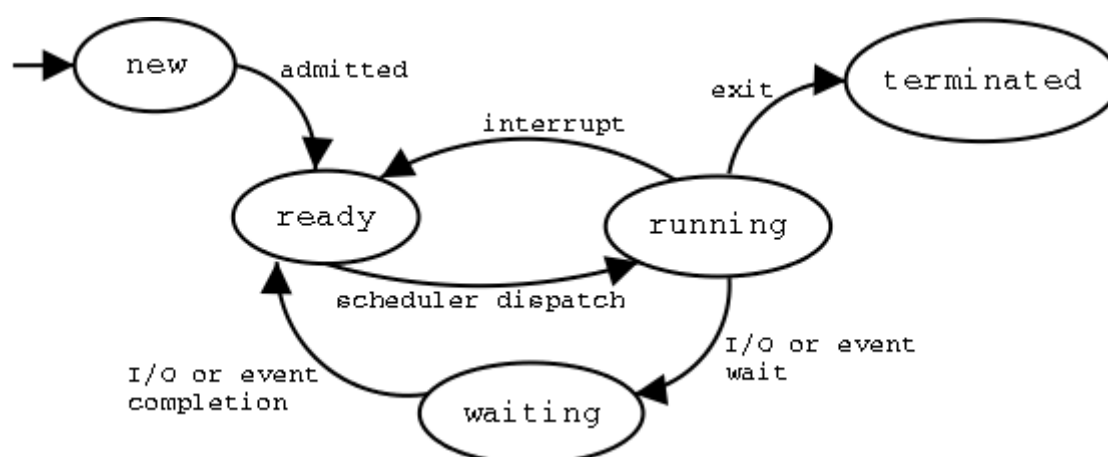 new
admitted
exit
terminated
interrupt
ready
running
scheduler dispatch
I/O or event
wait
I/O or event
completion
waiting